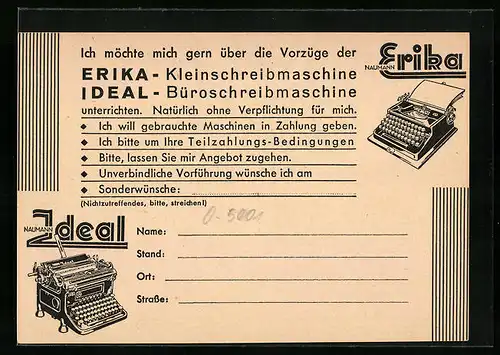 Ich möchte mich gern über die Vorzüge der
ERIKA - Kleinschreibmaschine
IDEAL - Büroschreibmaschine
unterrichten. Natürlich ohne Verpflichtung für mich.
◆ Ich will gebrauchte Maschinen in Zahlung geben.
◆ Ich bitte um Ihre Teilzahlungs-Bedingungen
◆ Bitte, lassen Sie mir Angebot zugehen.
◆ Unverbindliche Vorführung wünsche ich am
◆ Sonderwünsche:
(Nichtzutreffendes, bitte, streichen!)
NAUMANN Erika
NAUMANN Ideal
Name:
Stand:
Ort:
Straße: